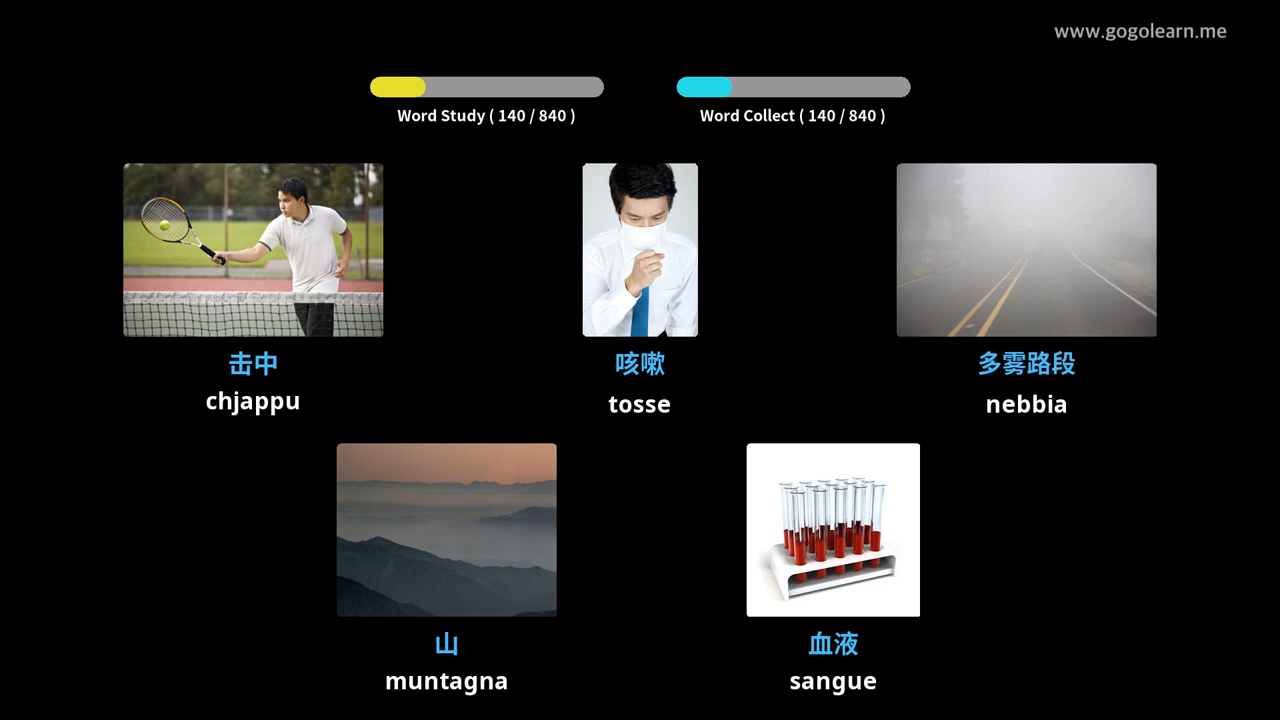 www.gogolearn.me
Word Study ( 140 / 840 )
Word Collect ( 140 / 840 )
击中
chjappu
咳嗽
tosse
多雾路段
nebbia
山
muntagna
血液
sangue